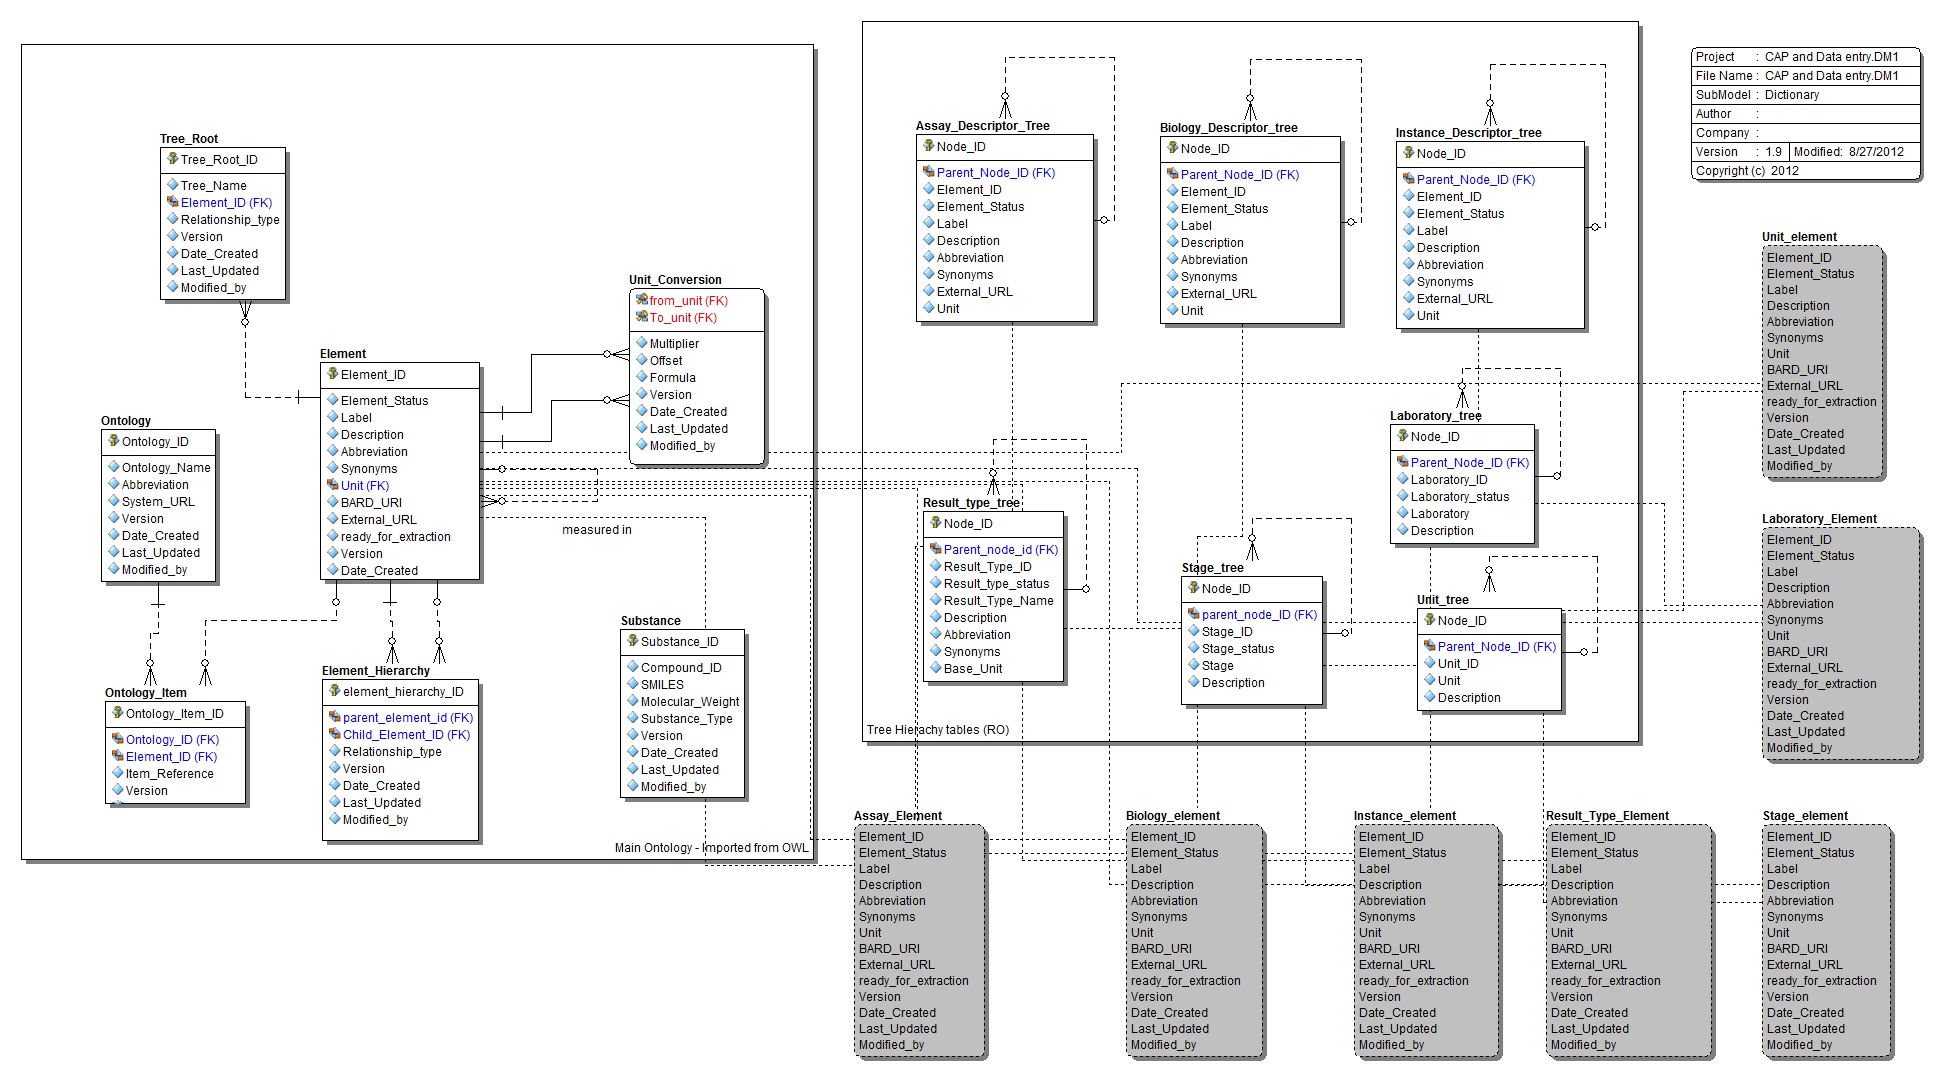 Project : CAP and Data entry.DM1
File Name : CAP and Data entry.DM1
SubModel : Dictionary
Author :
Company :
Version : 1.9 Modified: 8/27/2012
Copyright (c) 2012
Tree_Root
Tree_Root_ID
Tree_Name
Element_ID (FK)
Relationship_type
Version
Date_Created
Last_Updated
Modified_by
Unit_Conversion
from_unit (FK)
To_unit (FK)
Multiplier
Offset
Formula
Version
Date_Created
Last_Updated
Modified_by
Element
Element_ID
Element_Status
Label
Description
Abbreviation
Synonyms
Unit (FK)
BARD_URI
External_URL
ready_for_extraction
Version
Date_Created
measured in
Ontology
Ontology_ID
Ontology_Name
Abbreviation
System_URL
Version
Date_Created
Last_Updated
Modified_by
Ontology_Item
Ontology_Item_ID
Ontology_ID (FK)
Element_ID (FK)
Item_Reference
Version
Element_Hierarchy
element_hierarchy_ID
parent_element_id (FK)
Child_Element_ID (FK)
Relationship_type
Version
Date_Created
Last_Updated
Modified_by
Substance
Substance_ID
Compound_ID
SMILES
Molecular_Weight
Substance_Type
Version
Date_Created
Last_Updated
Modified_by
Main Ontology - Imported from OWL
Assay_Descriptor_Tree
Node_ID
Parent_Node_ID (FK)
Element_ID
Element_Status
Label
Description
Abbreviation
Synonyms
External_URL
Unit
Biology_Descriptor_tree
Node_ID
Parent_Node_ID (FK)
Element_ID
Element_Status
Label
Description
Abbreviation
Synonyms
External_URL
Unit
Instance_Descriptor_tree
Node_ID
Parent_Node_ID (FK)
Element_ID
Element_Status
Label
Description
Abbreviation
Synonyms
External_URL
Unit
Laboratory_tree
Node_ID
Parent_Node_ID (FK)
Laboratory_ID
Laboratory_status
Laboratory
Description
Result_type_tree
Node_ID
Parent_node_id (FK)
Result_Type_ID
Result_type_status
Result_Type_Name
Description
Abbreviation
Synonyms
Base_Unit
Stage_tree
Node_ID
parent_node_ID (FK)
Stage_ID
Stage_status
Stage
Description
Unit_tree
Node_ID
Parent_Node_ID (FK)
Unit_ID
Unit
Description
Tree Hierachy tables (RO)
Unit_element
Element_ID
Element_Status
Label
Description
Abbreviation
Synonyms
Unit
BARD_URI
External_URL
ready_for_extraction
Version
Date_Created
Last_Updated
Modified_by
Laboratory_Element
Element_ID
Element_Status
Label
Description
Abbreviation
Synonyms
Unit
BARD_URI
External_URL
ready_for_extraction
Version
Date_Created
Last_Updated
Modified_by
Assay_Element
Element_ID
Element_Status
Label
Description
Abbreviation
Synonyms
Unit
BARD_URI
External_URL
ready_for_extraction
Version
Date_Created
Last_Updated
Modified_by
Biology_element
Element_ID
Element_Status
Label
Description
Abbreviation
Synonyms
Unit
BARD_URI
External_URL
ready_for_extraction
Version
Date_Created
Last_Updated
Modified_by
Instance_element
Element_ID
Element_Status
Label
Description
Abbreviation
Synonyms
Unit
BARD_URI
External_URL
ready_for_extraction
Version
Date_Created
Last_Updated
Modified_by
Result_Type_Element
Element_ID
Element_Status
Label
Description
Abbreviation
Synonyms
Unit
BARD_URI
External_URL
ready_for_extraction
Version
Date_Created
Last_Updated
Modified_by
Stage_element
Element_ID
Element_Status
Label
Description
Abbreviation
Synonyms
Unit
BARD_URI
External_URL
ready_for_extraction
Version
Date_Created
Last_Updated
Modified_by